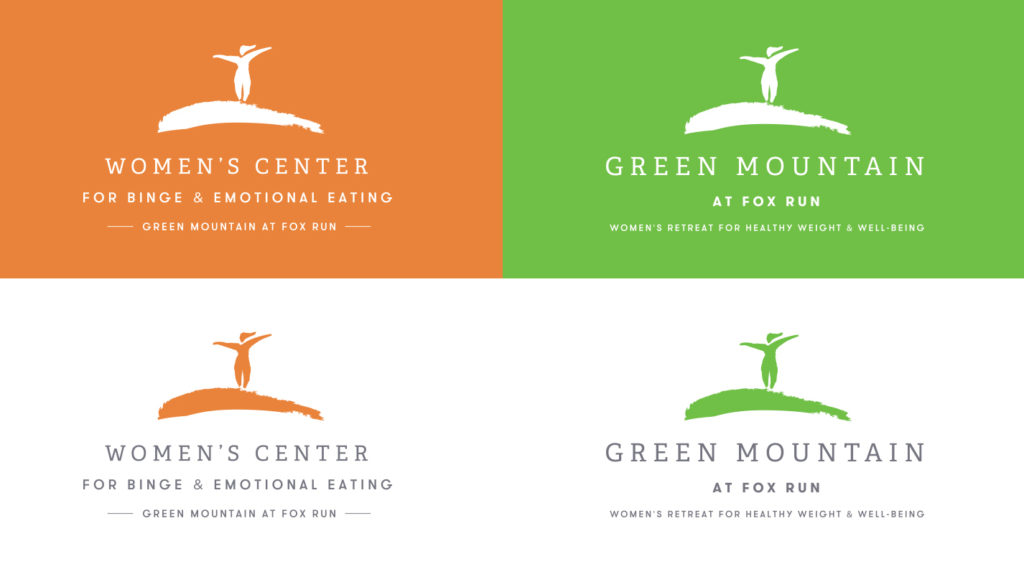 WOMEN'S CENTER
FOR BINGE & EMOTIONAL EATING
GREEN MOUNTAIN AT FOX RUN
GREEN MOUNTAIN
AT FOX RUN
WOMEN'S RETREAT FOR HEALTHY WEIGHT & WELL-BEING
WOMEN'S CENTER
FOR BINGE & EMOTIONAL EATING
GREEN MOUNTAIN AT FOX RUN
GREEN MOUNTAIN
AT FOX RUN
WOMEN'S RETREAT FOR HEALTHY WEIGHT & WELL-BEING